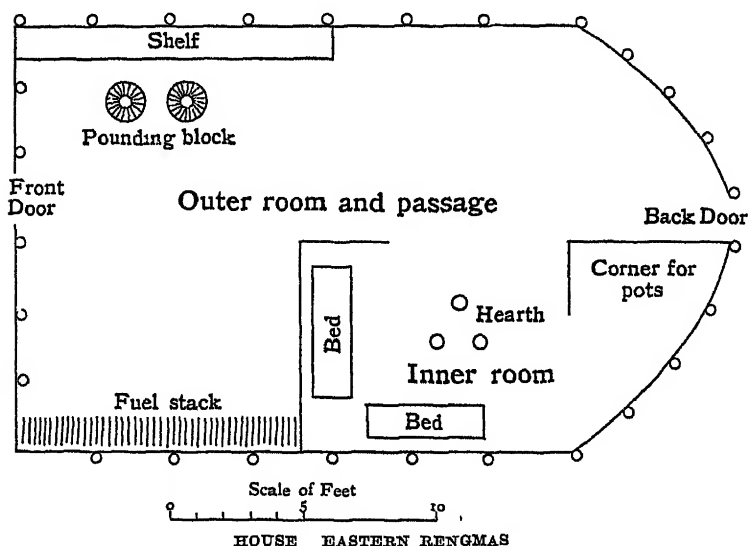 Shelf
Pounding block
Front
Door
Outer room and passage
Back Door
Corner for
pots
Bed
Hearth
Inner room
Fuel stack
Bed
Scale of Feet
0 5 10
HOUSE EASTERN RENGMAS